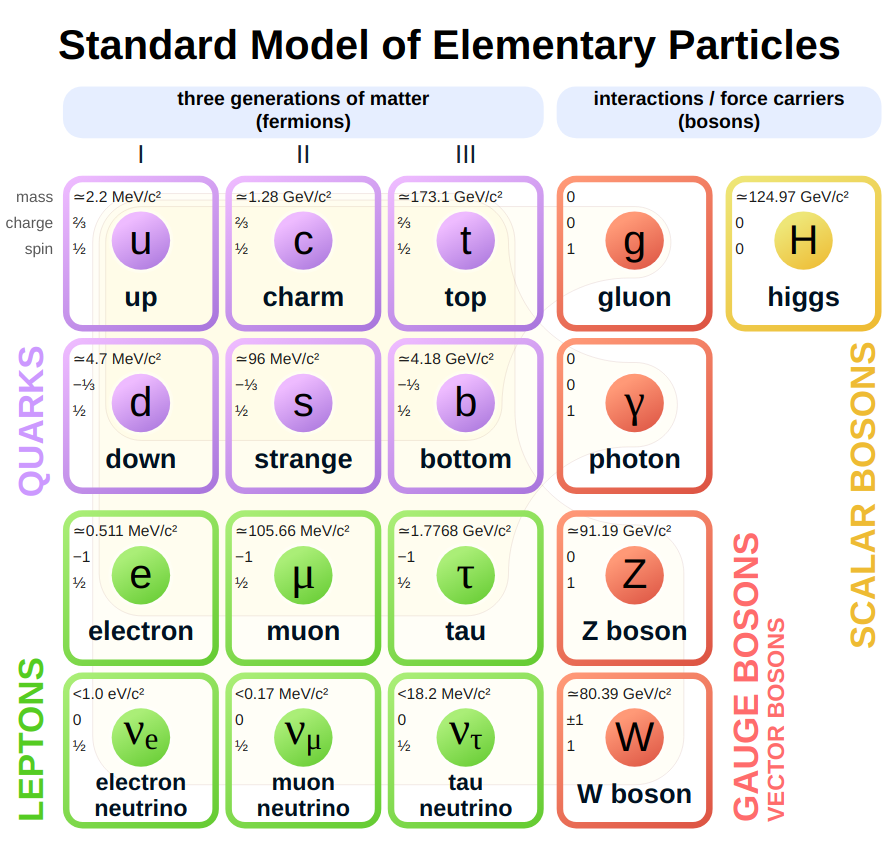 Standard Model of Elementary Particles
three generations of matter
(fermions)
interactions / force carriers
(bosons)
I
II
III
mass
charge
spin
≃2.2 MeV/c²
⅔
½
u
up
≃1.28 GeV/c²
⅔
½
c
charm
≃173.1 GeV/c²
⅔
½
t
top
0
0
1
g
gluon
≃124.97 GeV/c²
0
0
H
higgs
QUARKS
≃4.7 MeV/c²
−⅓
½
d
down
≃96 MeV/c²
−⅓
½
s
strange
≃4.18 GeV/c²
−⅓
½
b
bottom
0
0
1
γ
photon
SCALAR BOSONS
LEPTONS
≃0.511 MeV/c²
−1
½
e
electron
≃105.66 MeV/c²
−1
½
μ
muon
≃1.7768 GeV/c²
−1
½
τ
tau
≃91.19 GeV/c²
0
1
Z
Z boson
GAUGE BOSONS
VECTOR BOSONS
<1.0 eV/c²
0
½
νe
electron
neutrino
<0.17 MeV/c²
0
½
νμ
muon
neutrino
<18.2 MeV/c²
0
½
ντ
tau
neutrino
≃80.39 GeV/c²
±1
1
W
W boson